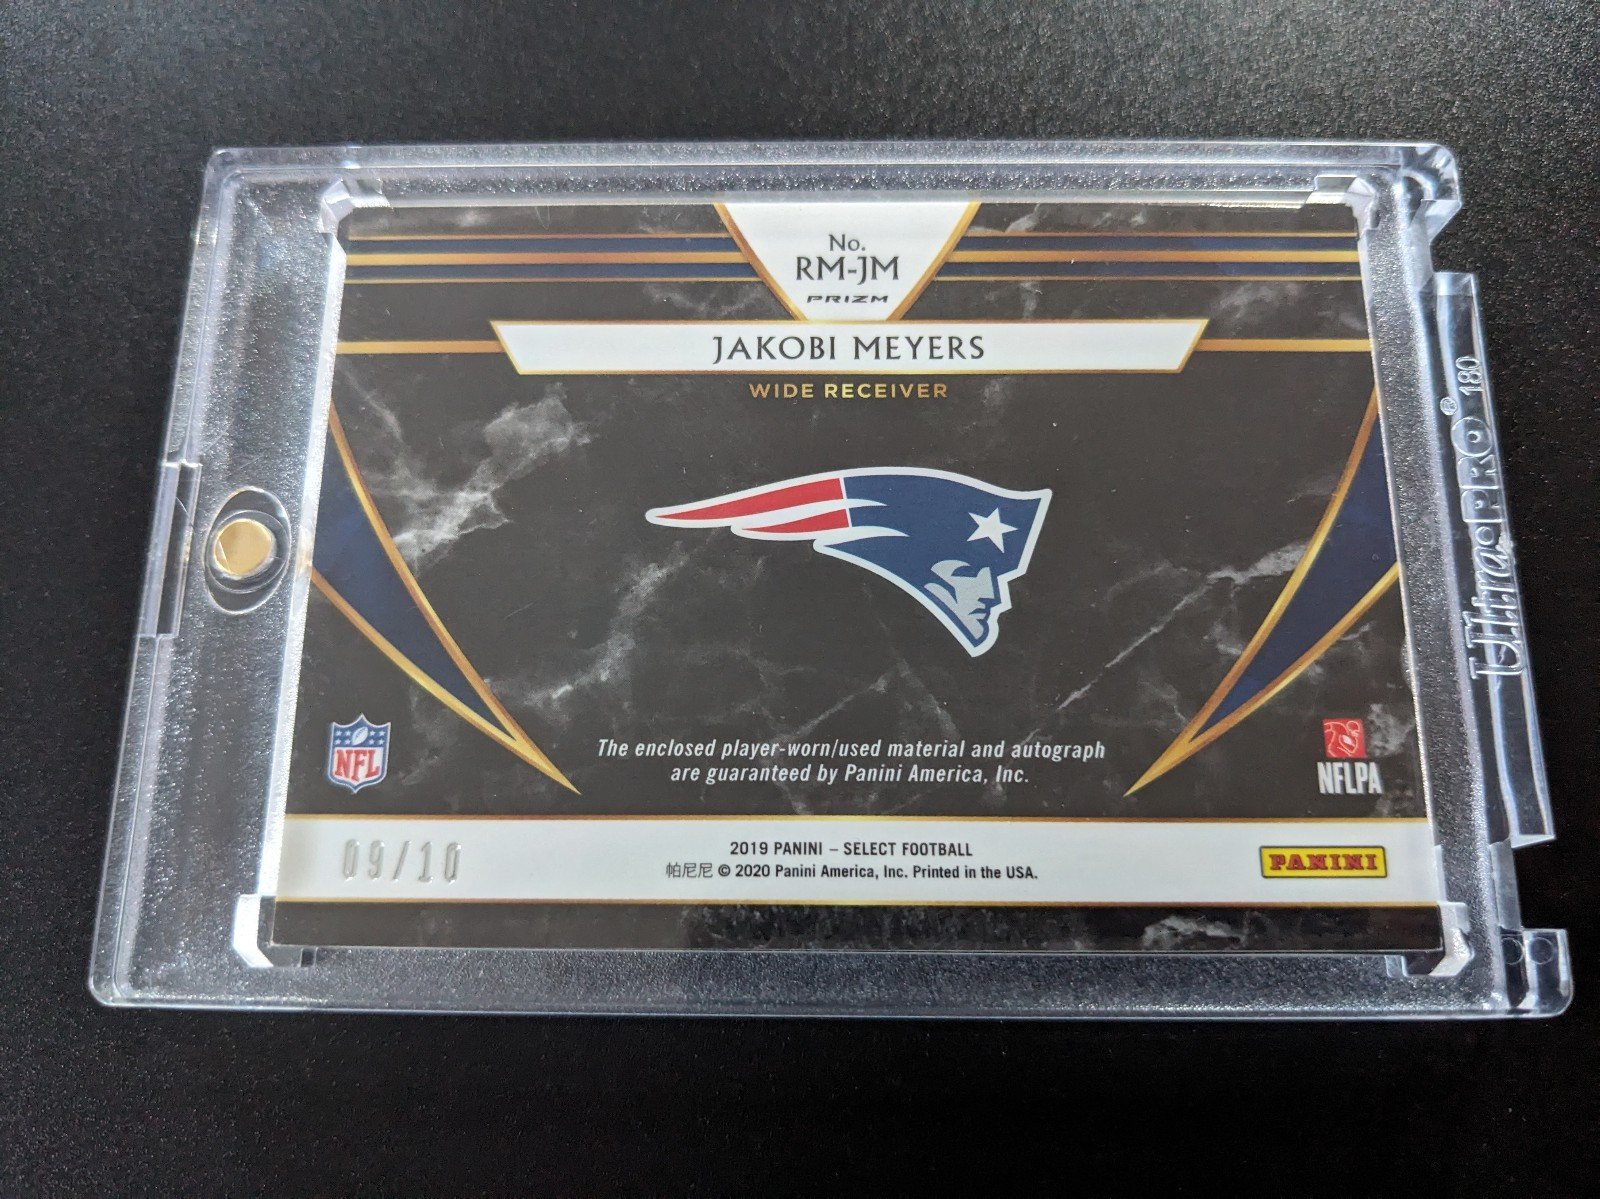 No.
RM-JM
PRIZM
JAKOBI MEYERS
WIDE RECEIVER
The enclosed player-worn/used material and autograph
are guaranteed by Panini America, Inc.
NFL
NFLPA
09/10
2019 PANINI – SELECT FOOTBALL
帕尼尼 © 2020 Panini America, Inc. Printed in the USA.
PANINI
Ultra PRO® 180